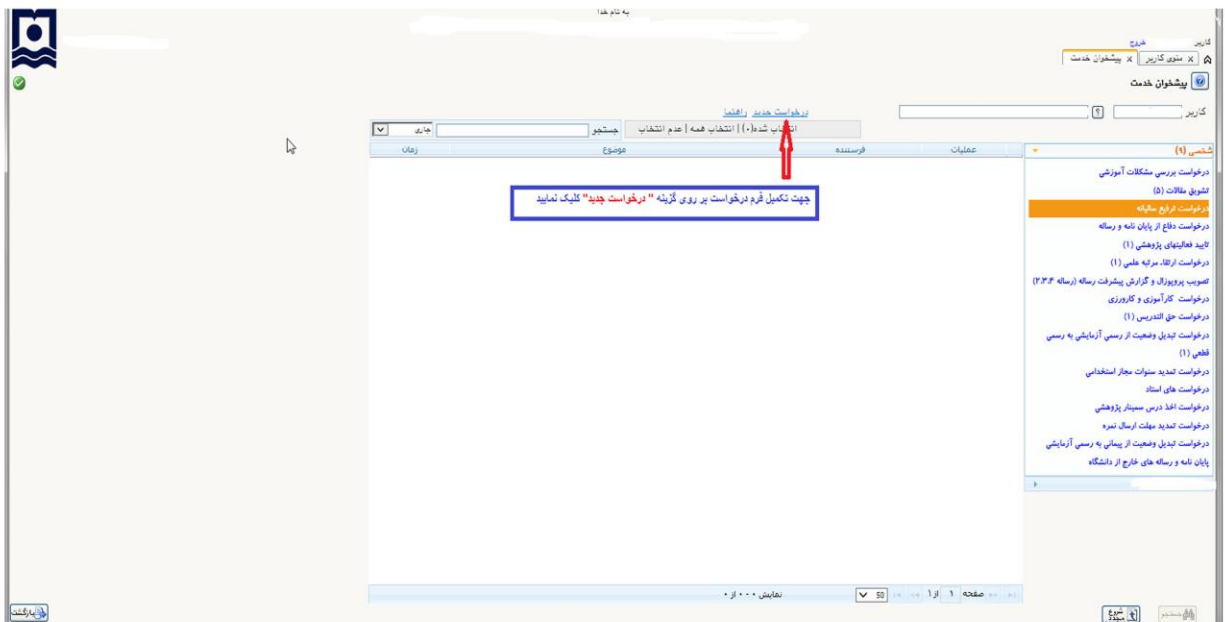 به نام خدا
کاربر خروج
منوی کاربر x پیشخوان خدمت x
پیشخوان خدمت
کاربر ؟
درخواست جدید راهنما
انتخاب شده(۰) | انتخاب همه | عدم انتخاب جستجو جاری
عملیات فرستنده موضوع زمان
شخصی (۹)
درخواست بررسی مشکلات آموزشی
تشویق مقالات (۵)
درخواست ترفیع سالیانه
درخواست دفاع از پایان نامه و رساله
تایید فعالیتهای پژوهشی (۱)
درخواست ارتقاء مرتبه علمی (۱)
تصویب پروپوزال و گزارش پیشرفت رساله (رساله ۲،۳،۴)
درخواست کارآموزی و کارورزی
درخواست حق التدریس (۱)
درخواست تبدیل وضعیت از رسمی آزمایشی به رسمی
قطعی (۱)
درخواست تمدید سنوات مجاز استخدامی
درخواست های استاد
درخواست اخذ درس سمینار پژوهشی
درخواست تمدید مهلت ارسال نمره
درخواست تبدیل وضعیت از پیمانی به رسمی آزمایشی
پایان نامه و رساله های خارج از دانشگاه
جهت تکمیل فرم درخواست بر روی گزینه " درخواست جدید" کلیک نمایید
صفحه ۱ از ۱ 50 نمایش ۰ - ۰ از ۰
جستجو شروع مجدد بازگشت